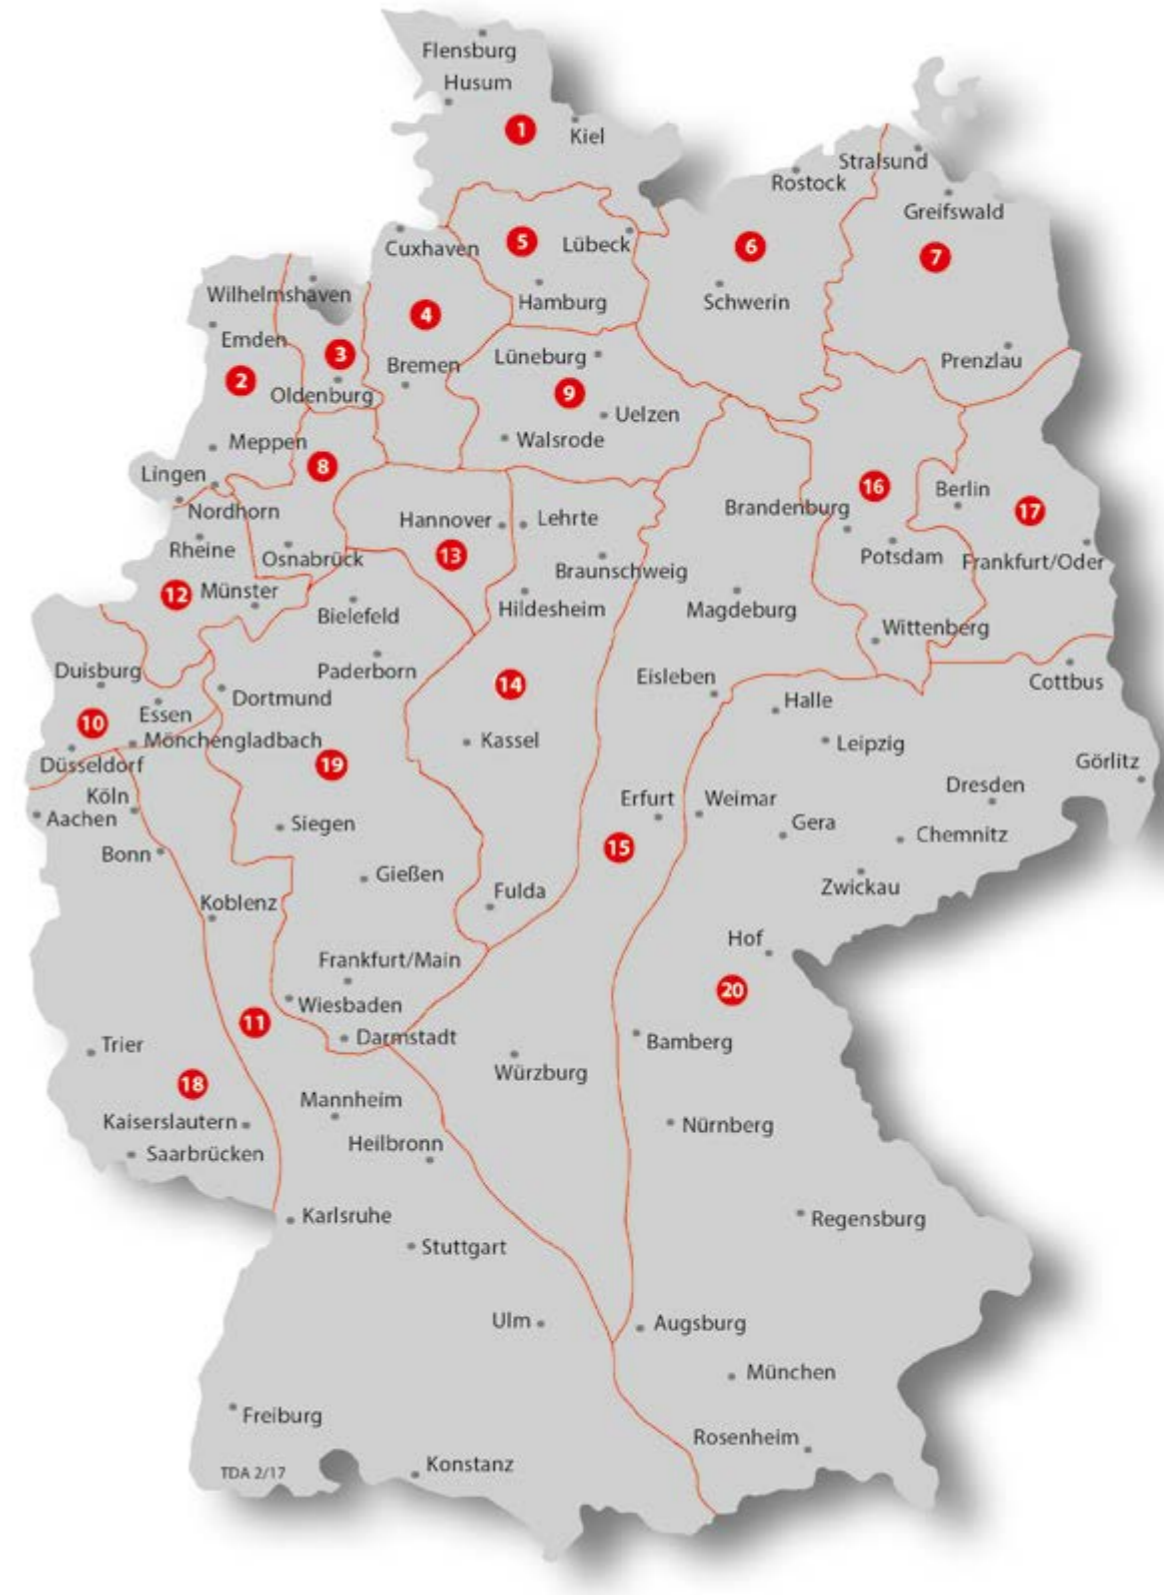 Flensburg
Husum
1
Kiel
Stralsund
Rostock
Greifswald
Cuxhaven
5
Lübeck
6
7
Wilhelmshaven
Hamburg
Schwerin
4
Emden
3
Bremen
Lüneburg
Prenzlau
2
Oldenburg
9
Uelzen
Meppen
Walsrode
Lingen
8
16
Berlin
Nordhorn
Hannover
Lehrte
Brandenburg
17
Rheine
Osnabrück
13
Braunschweig
Potsdam
Frankfurt/Oder
12
Münster
Bielefeld
Hildesheim
Magdeburg
Wittenberg
Duisburg
Paderborn
14
Eisleben
Cottbus
Essen
Dortmund
Halle
10
Mönchengladbach
Kassel
Leipzig
Düsseldorf
19
Görlitz
Köln
Erfurt
Weimar
Dresden
Aachen
Siegen
Gera
Chemnitz
Bonn
15
Gießen
Fulda
Zwickau
Koblenz
Hof
Frankfurt/Main
Wiesbaden
20
11
Trier
Darmstadt
Bamberg
18
Würzburg
Mannheim
Kaiserslautern
Heilbronn
Nürnberg
Saarbrücken
Karlsruhe
Regensburg
Stuttgart
Ulm
Augsburg
München
Freiburg
Rosenheim
TDA 2/17
Konstanz